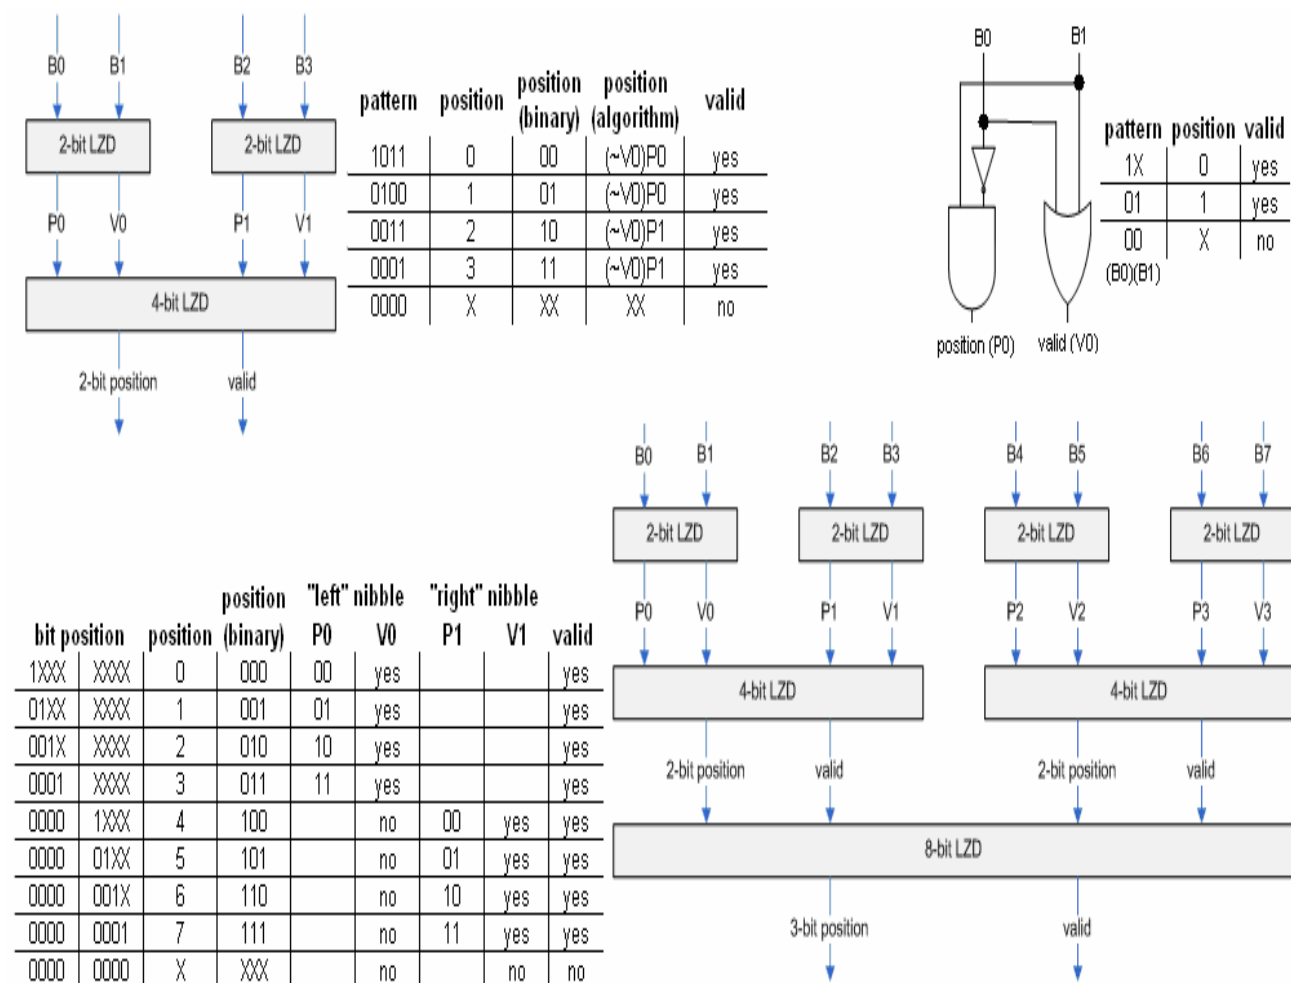 B0 B1 B2 B3
2-bit LZD 2-bit LZD
P0 V0 P1 V1
4-bit LZD
2-bit position valid
pattern position position (binary) position (algorithm) valid
1011 0 00 (~V0)P0 yes
0100 1 01 (~V0)P0 yes
0011 2 10 (~V0)P1 yes
0001 3 11 (~V0)P1 yes
0000 X XX XX no
B0 B1
position (P0) valid (V0)
pattern position valid
1X 0 yes
01 1 yes
00 X no
(B0)(B1)
B0 B1 B2 B3 B4 B5 B6 B7
2-bit LZD 2-bit LZD 2-bit LZD 2-bit LZD
P0 V0 P1 V1 P2 V2 P3 V3
4-bit LZD 4-bit LZD
2-bit position valid 2-bit position valid
8-bit LZD
3-bit position valid
position "left" nibble "right" nibble
bit position position (binary) P0 V0 P1 V1 valid
1XXX XXXX 0 000 00 yes yes
01XX XXXX 1 001 01 yes yes
001X XXXX 2 010 10 yes yes
0001 XXXX 3 011 11 yes yes
0000 1XXX 4 100 no 00 yes yes
0000 01XX 5 101 no 01 yes yes
0000 001X 6 110 no 10 yes yes
0000 0001 7 111 no 11 yes yes
0000 0000 X XXX no no no